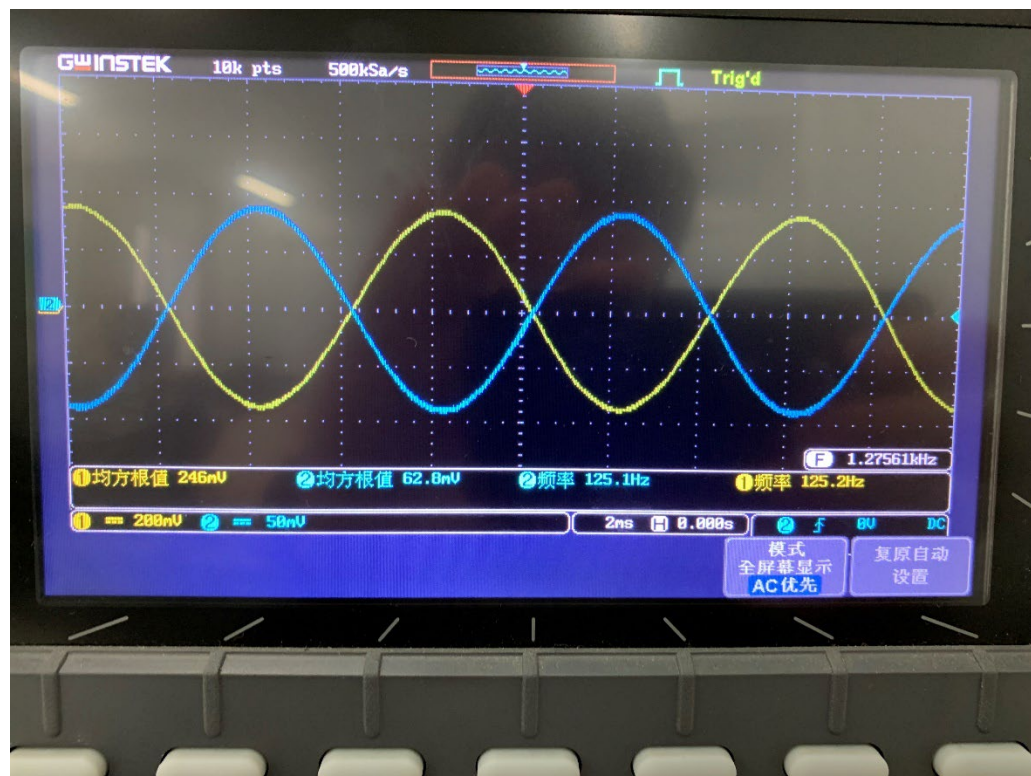 GWINSTEK 10k pts 500kSa/s Trig'd
2
F 1.27561kHz
1均方根值 246mV 2均方根值 62.8mV 2频率 125.1Hz 1频率 125.2Hz
1 200mV 2 50mV 2ms H 0.000s 2 0V DC
模式
全屏幕显示
AC优先
复原自动
设置